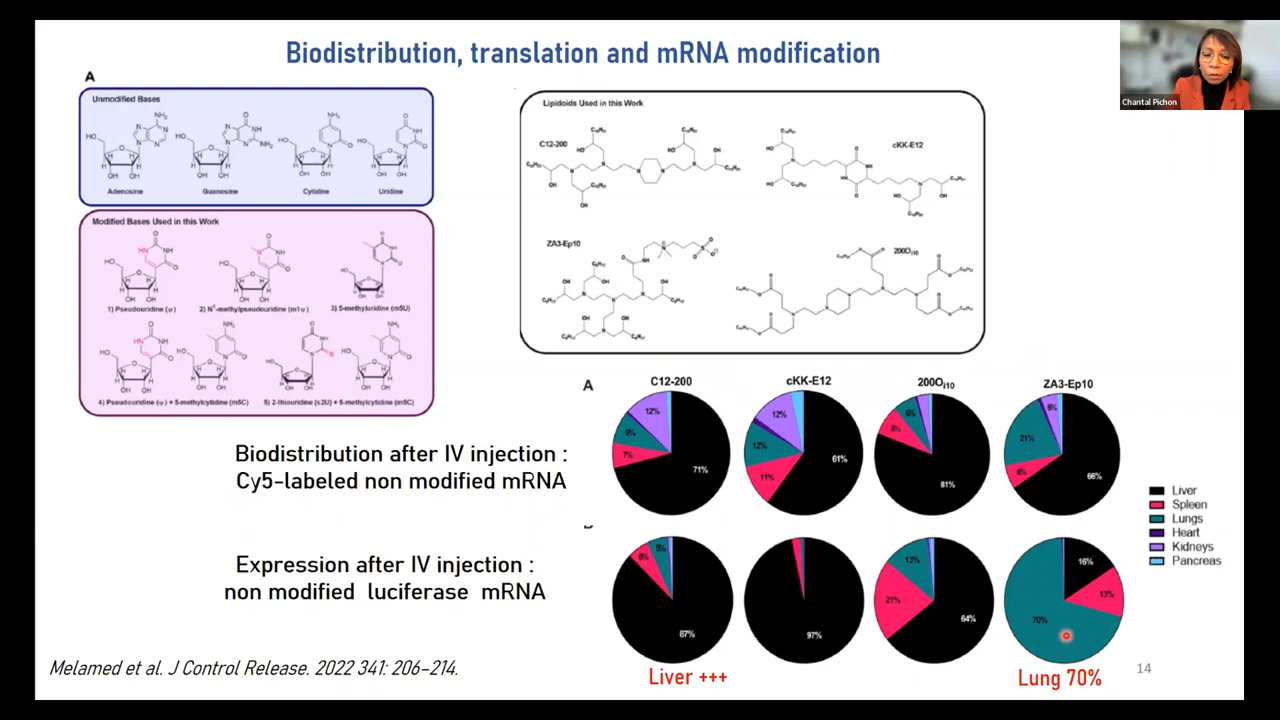 Biodistribution, translation and mRNA modification
Chantal Pichon
A
Unmodified Bases
Adenosine
Guanosine
Cytidine
Uridine
Modified Bases Used in this Work
1) Pseudouridine (ψ)
2) N1-methylpseudouridine (m1ψ)
3) 5-methyluridine (m5U)
4) Pseudouridine (ψ) + 5-methylcytidine (m5C)
5) 2-thiouridine (s2U) + 5-methylcytidine (m5C)
Lipidoids Used in this Work
C12-200
cKK-E12
ZA3-Ep10
200Oi10
A
C12-200
cKK-E12
200Oi10
ZA3-Ep10
Biodistribution after IV injection :
Cy5-labeled non modified mRNA
12%
9%
7%
71%
12%
12%
11%
61%
6%
8%
81%
5%
21%
6%
66%
Liver
Spleen
Lungs
Heart
Kidneys
Pancreas
Expression after IV injection :
non modified luciferase mRNA
6%
5%
87%
97%
12%
21%
64%
16%
13%
70%
Liver +++
Lung 70%
Melamed et al. J Control Release. 2022 341: 206–214.
14